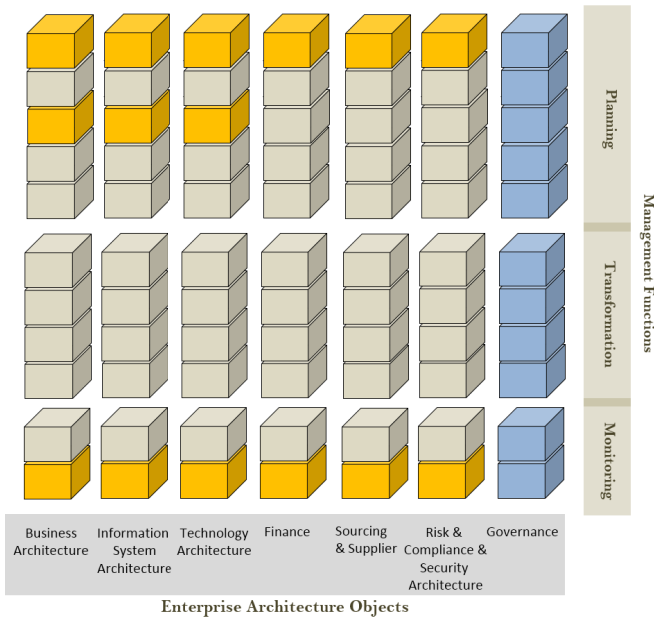 Planning
Transformation
Monitoring
Management Functions
Business
Architecture
Information
System
Architecture
Technology
Architecture
Finance
Sourcing
& Supplier
Risk &
Compliance &
Security
Architecture
Governance
Enterprise Architecture Objects